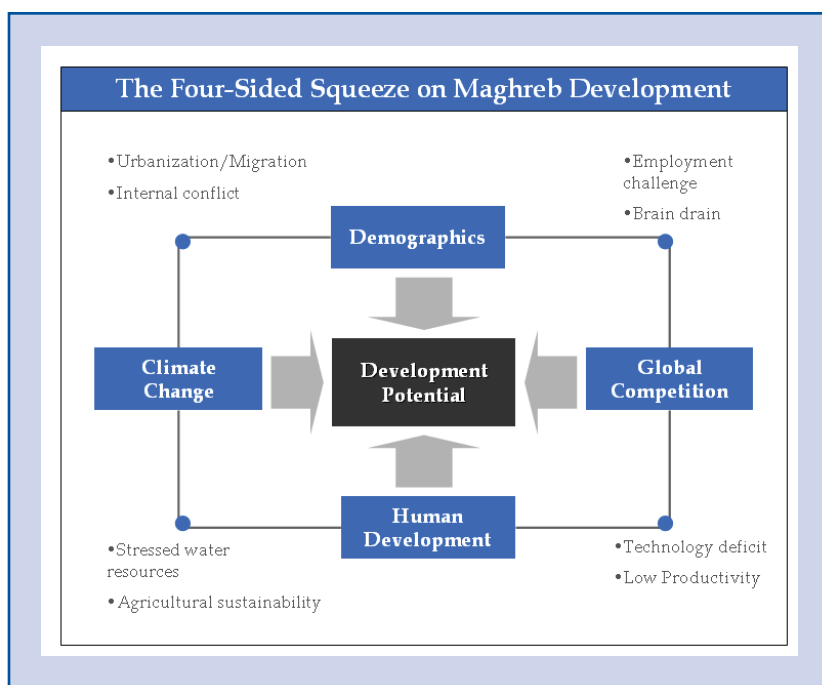 The Four-Sided Squeeze on Maghreb Development
•Urbanization/Migration
•Internal conflict
•Employment
challenge
•Brain drain
Demographics
Climate
Change
Development
Potential
Global
Competition
Human
Development
•Stressed water
resources
•Agricultural sustainability
•Technology deficit
•Low Productivity